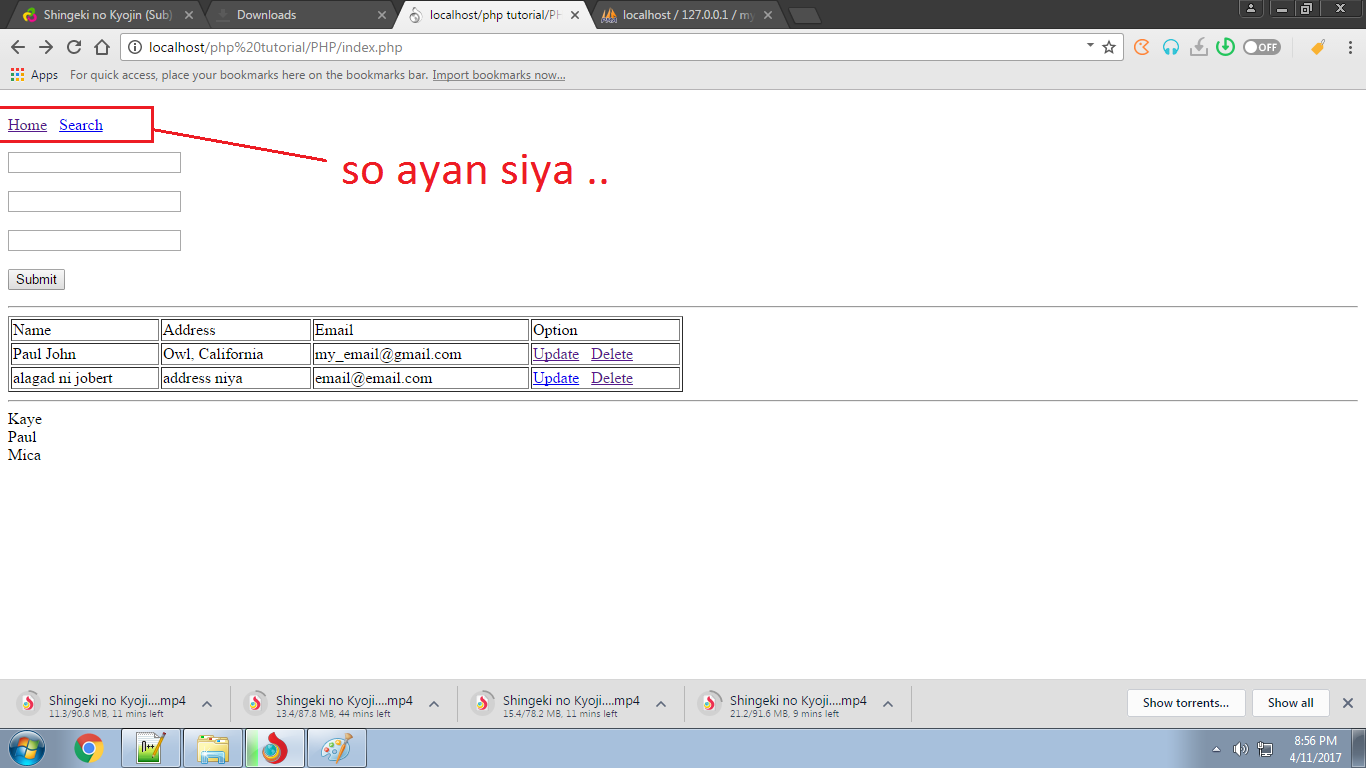 Shingeki no Kyojin (Sub)
Downloads
localhost/php tutorial/PH
localhost / 127.0.0.1 / my
localhost/php%20tutorial/PHP/index.php
OFF
Apps For quick access, place your bookmarks here on the bookmarks bar. Import bookmarks now...
Home Search
so ayan siya ..
Submit
Name Address Email Option
Paul John Owl, California my_email@gmail.com Update Delete
alagad ni jobert address niya email@email.com Update Delete
Kaye
Paul
Mica
Shingeki no Kyoji....mp4
11.3/90.8 MB, 11 mins left
Shingeki no Kyoji....mp4
13.4/87.8 MB, 44 mins left
Shingeki no Kyoji....mp4
15.4/78.2 MB, 11 mins left
Shingeki no Kyoji....mp4
21.2/91.6 MB, 9 mins left
Show torrents...
Show all
8:56 PM
4/11/2017